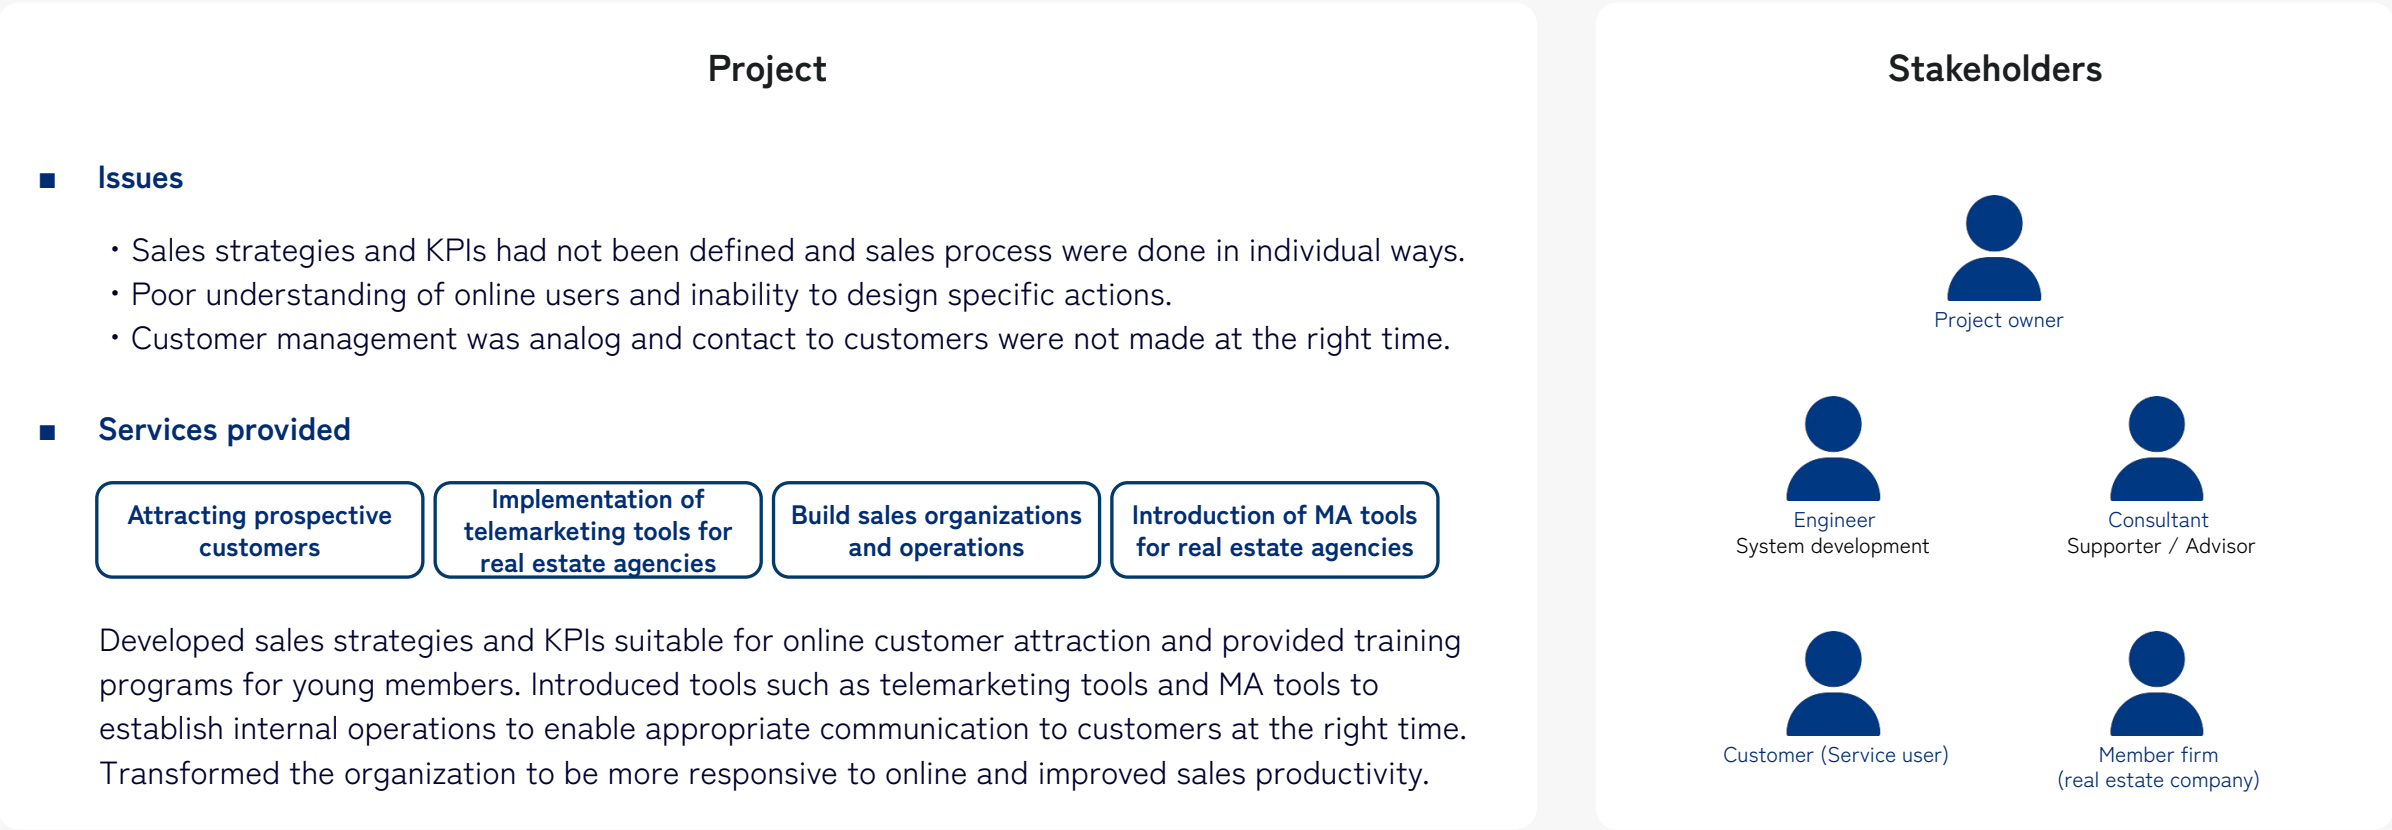 Project
■ Issues
・Sales strategies and KPIs had not been defined and sales process were done in individual ways.
・Poor understanding of online users and inability to design specific actions.
・Customer management was analog and contact to customers were not made at the right time.
■ Services provided
Attracting prospective
customers
Implementation of
telemarketing tools for
real estate agencies
Build sales organizations
and operations
Introduction of MA tools
for real estate agencies
Developed sales strategies and KPIs suitable for online customer attraction and provided training
programs for young members. Introduced tools such as telemarketing tools and MA tools to
establish internal operations to enable appropriate communication to customers at the right time.
Transformed the organization to be more responsive to online and improved sales productivity.
Stakeholders
Project owner
Engineer
System development
Consultant
Supporter / Advisor
Customer (Service user)
Member firm
(real estate company)